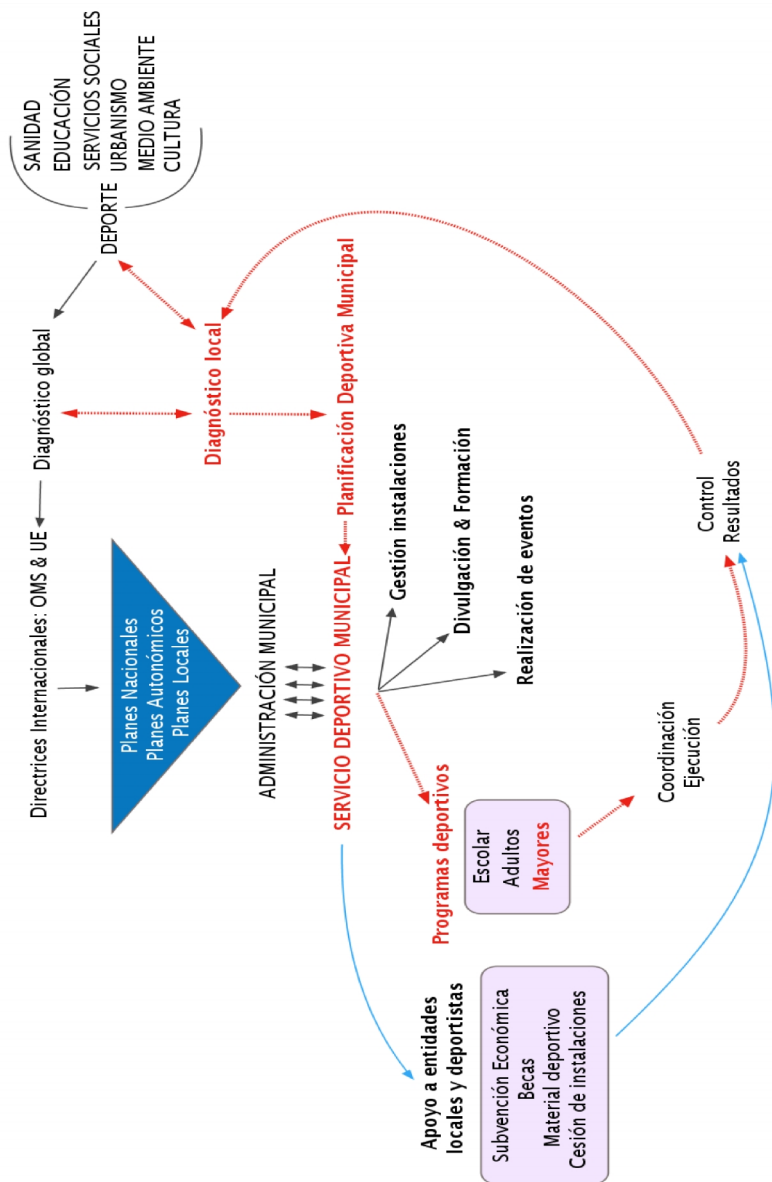 Directrices Internacionales: OMS & UE
Diagnóstico global
DEPORTE
SANIDAD
EDUCACIÓN
SERVICIOS SOCIALES
URBANISMO
MEDIO AMBIENTE
CULTURA
Planes Nacionales
Planes Autonómicos
Planes Locales
Diagnóstico local
ADMINISTRACIÓN MUNICIPAL
SERVICIO DEPORTIVO MUNICIPAL
Planificación Deportiva Municipal
Apoyo a entidades
locales y deportistas
Subvención Económica
Becas
Material deportivo
Cesión de instalaciones
Programas deportivos
Escolar
Adultos
Mayores
Realización de eventos
Divulgación & Formación
Gestión instalaciones
Coordinación
Ejecución
Control
Resultados